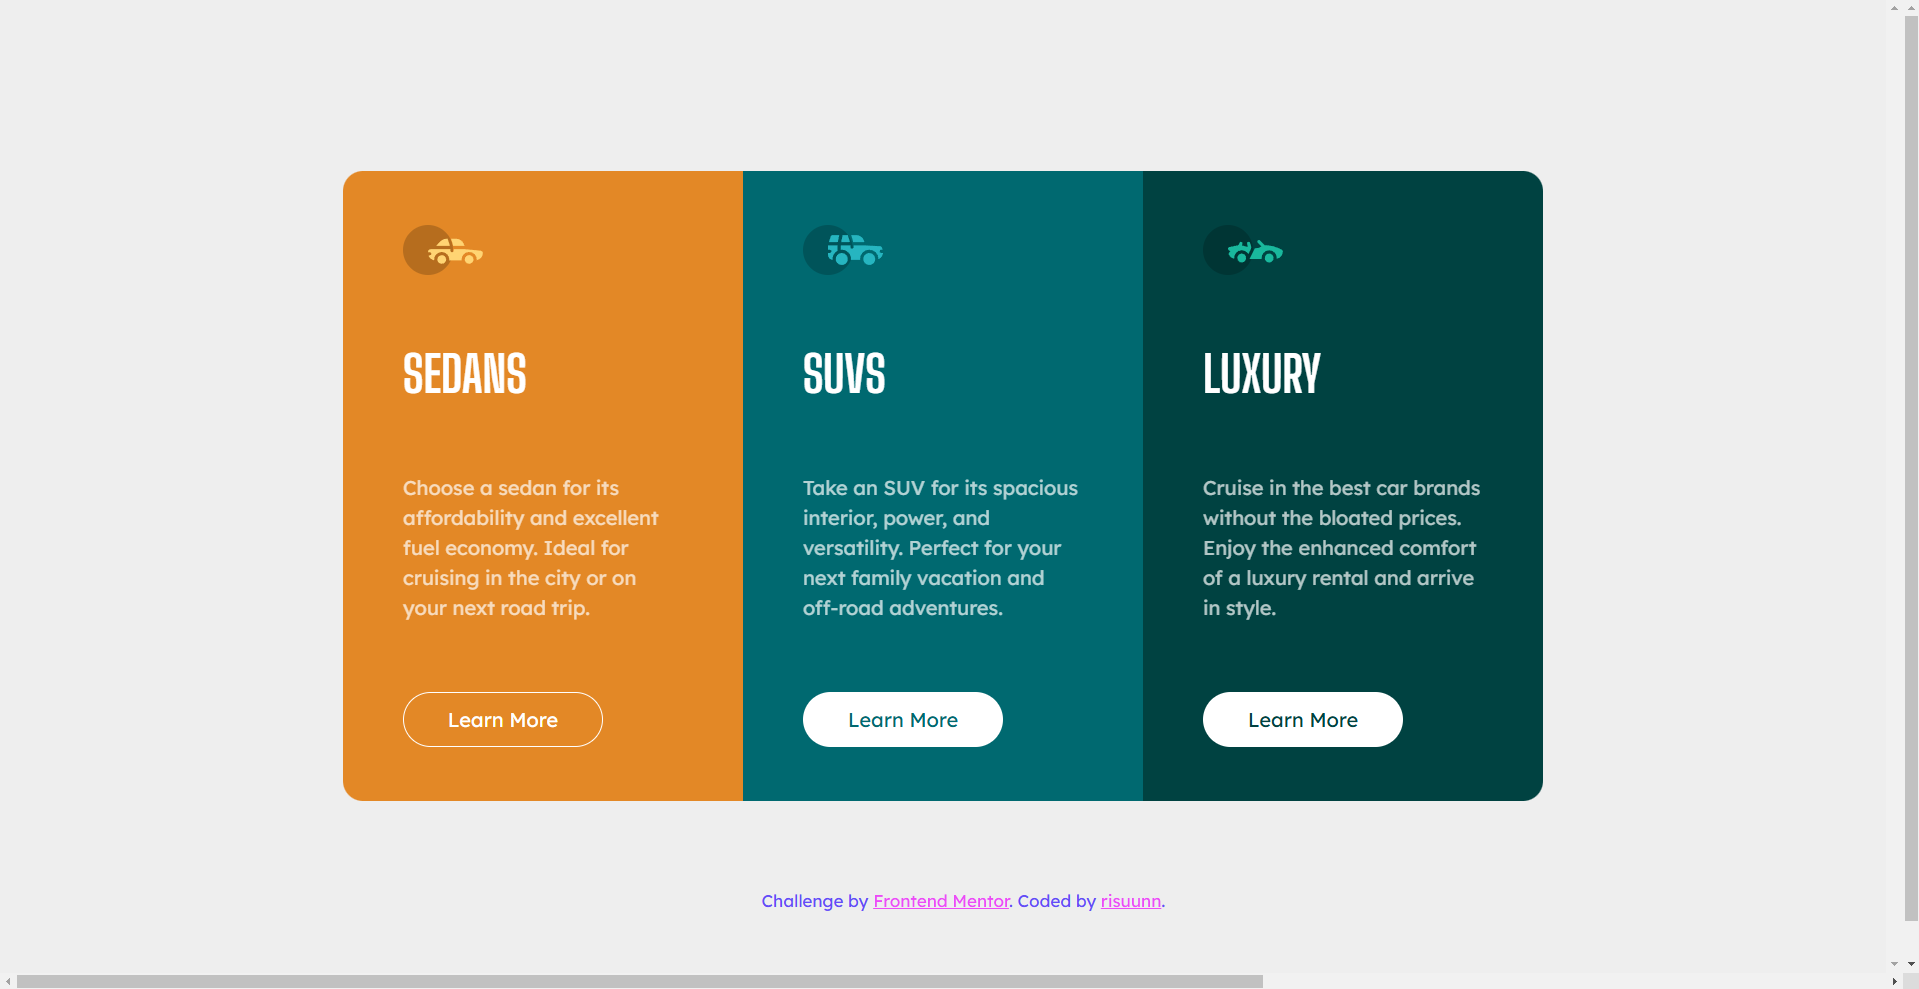 SEDANS
Choose a sedan for its
affordability and excellent
fuel economy. Ideal for
cruising in the city or on
your next road trip.
Learn More
SUVS
Take an SUV for its spacious
interior, power, and
versatility. Perfect for your
next family vacation and
off-road adventures.
Learn More
LUXURY
Cruise in the best car brands
without the bloated prices.
Enjoy the enhanced comfort
of a luxury rental and arrive
in style.
Learn More
Challenge by Frontend Mentor. Coded by risuunn.